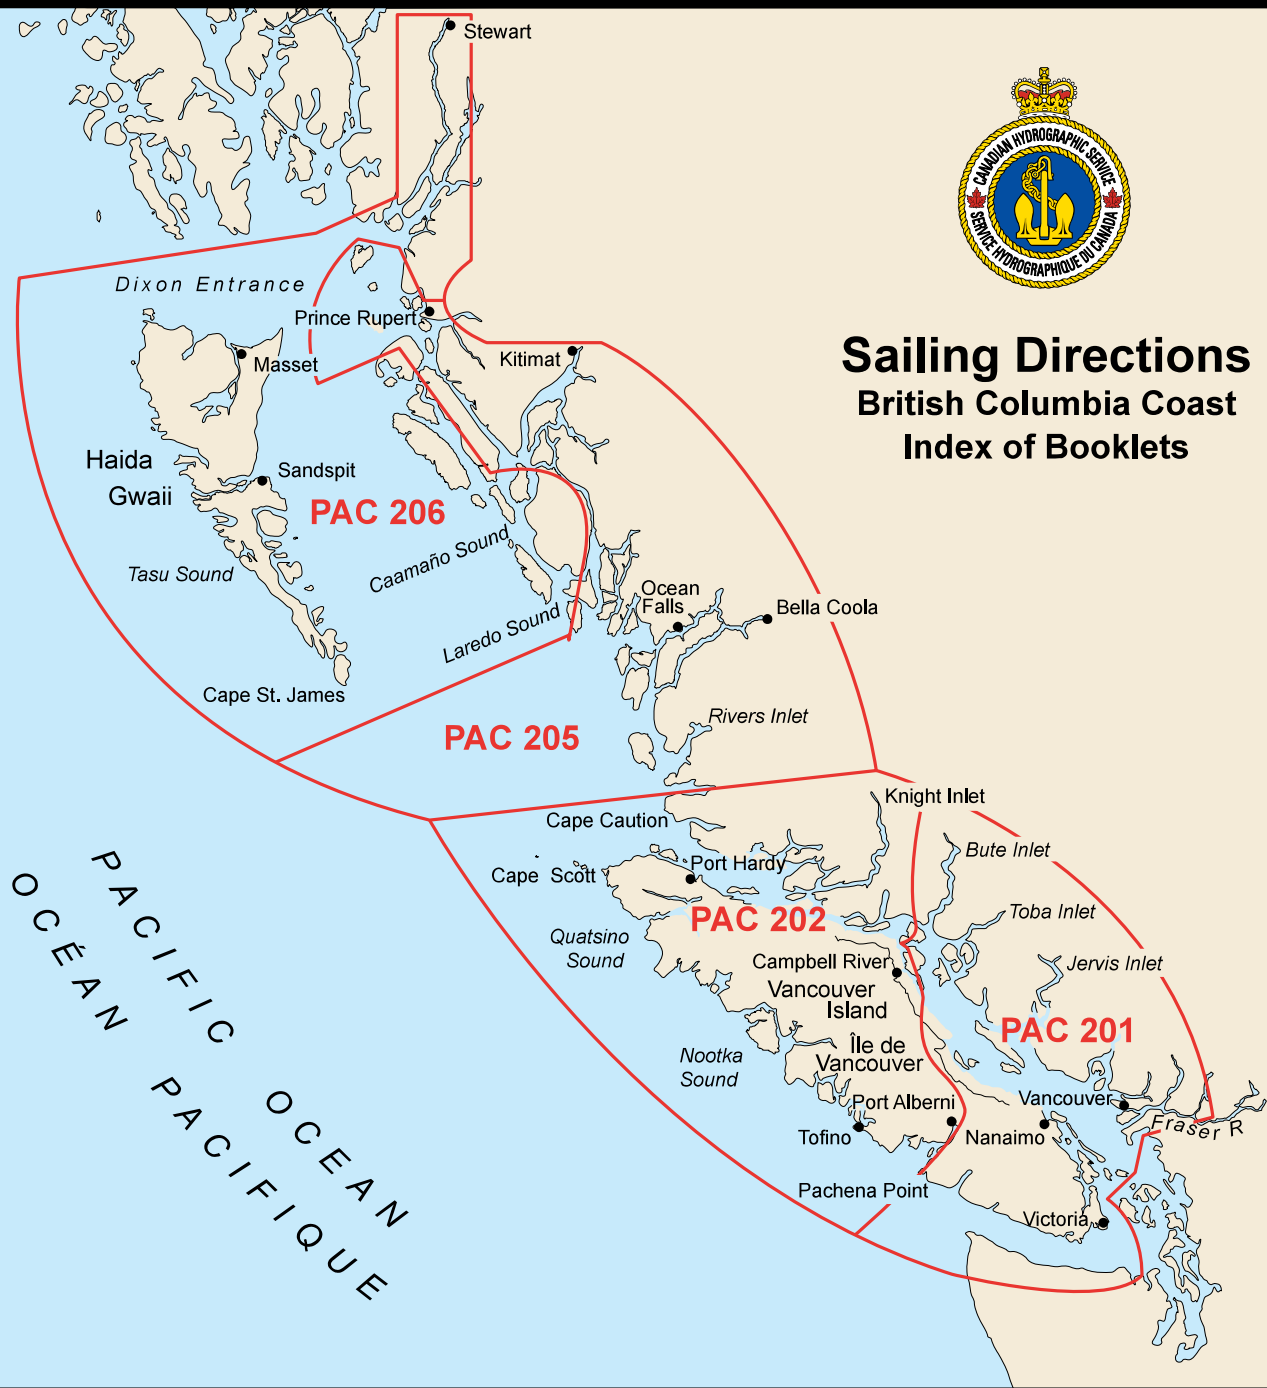 Stewart
CANADIAN HYDROGRAPHIC SERVICE
SERVICE HYDROGRAPHIQUE DU CANADA
Sailing Directions
British Columbia Coast
Index of Booklets
Dixon Entrance
Prince Rupert
Masset
Kitimat
Haida
Gwaii
Sandspit
PAC 206
Tasu Sound
Caamaño Sound
Laredo Sound
Ocean
Falls
Bella Coola
Cape St. James
Rivers Inlet
PAC 205
Knight Inlet
Cape Caution
Bute Inlet
Port Hardy
Cape Scott
PAC 202
Toba Inlet
Quatsino
Sound
Campbell River
Jervis Inlet
Vancouver
Island
PAC 201
Île de
Vancouver
Nootka
Sound
Port Alberni
Vancouver
Fraser R
Tofino
Nanaimo
Pachena Point
Victoria
PACIFIC OCEAN
OCÉAN PACIFIQUE